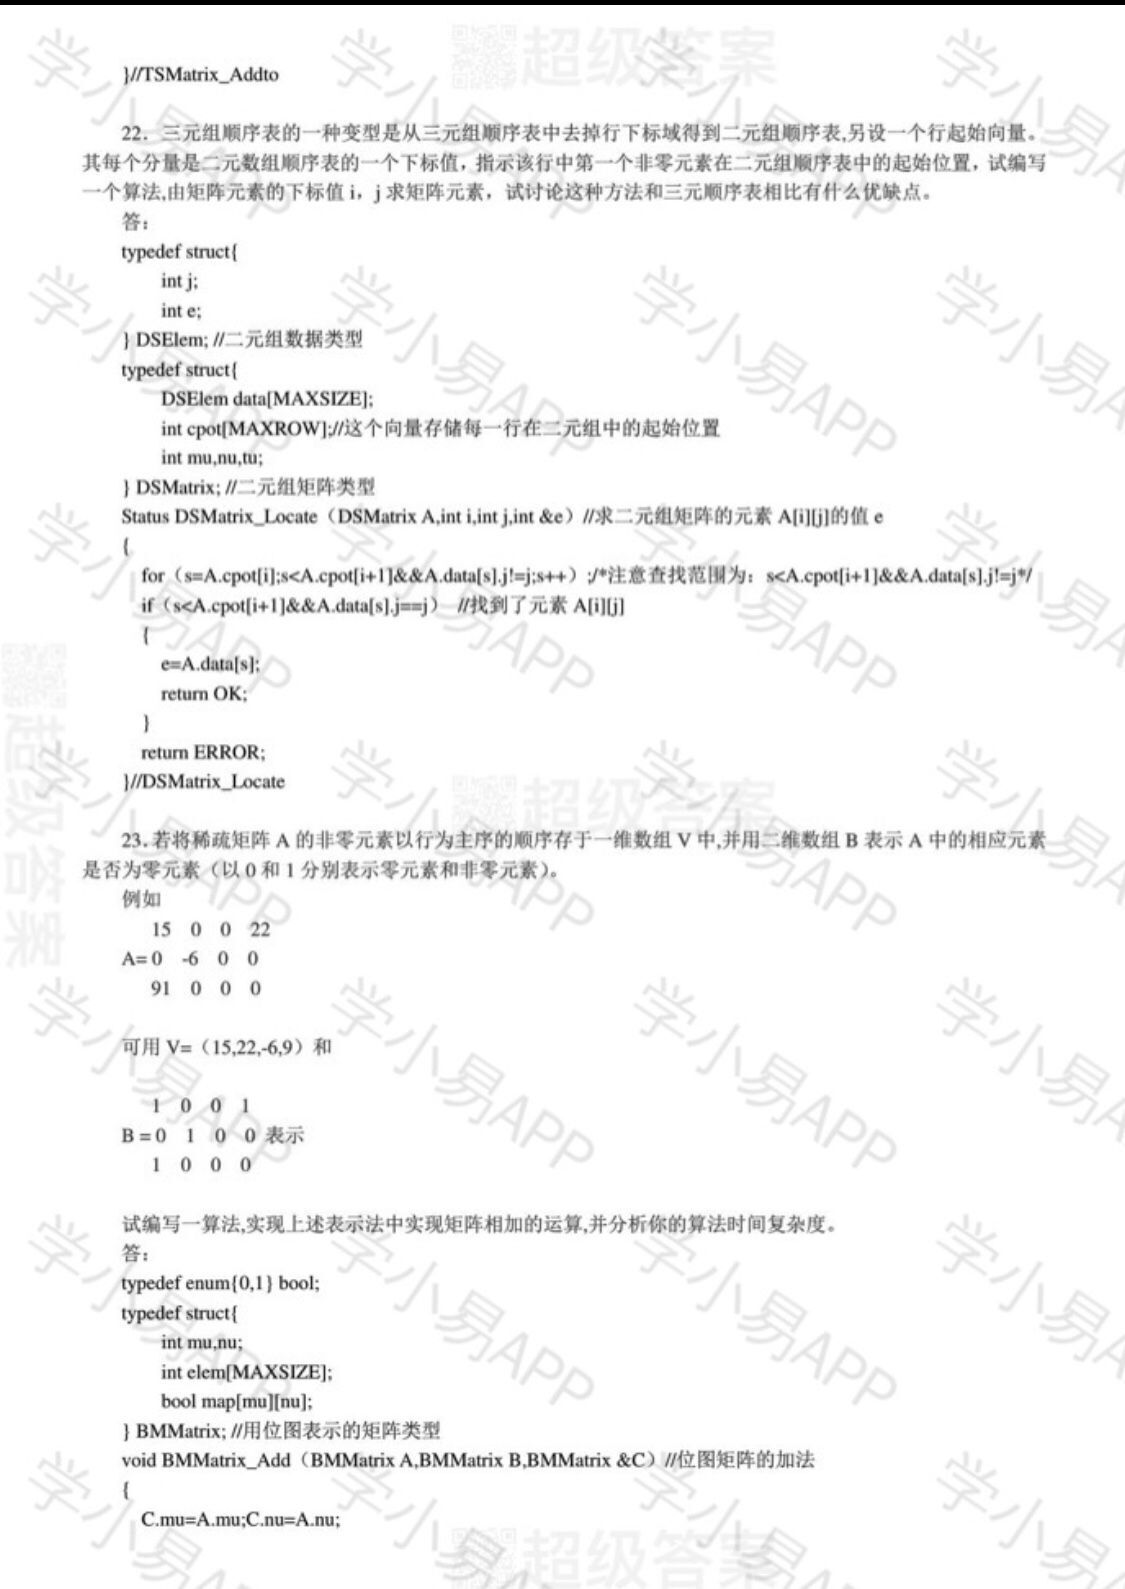 }//TSMatrix_Addto
22．三元组顺序表的一种变型是从三元组顺序表中去掉行下标域得到二元组顺序表,另设一个行起始向量。
其每个分量是二元数组顺序表的一个下标值，指示该行中第一个非零元素在二元组顺序表中的起始位置，试编写
一个算法,由矩阵元素的下标值 i，j 求矩阵元素，试讨论这种方法和三元顺序表相比有什么优缺点。
答：
typedef struct{
int j;
int e;
} DSElem; //二元组数据类型
typedef struct{
DSElem data[MAXSIZE];
int cpot[MAXROW];//这个向量存储每一行在二元组中的起始位置
int mu,nu,tu;
} DSMatrix; //二元组矩阵类型
Status DSMatrix_Locate（DSMatrix A,int i,int j,int &e）//求二元组矩阵的元素 A[i][j]的值 e
{
for（s=A.cpot[i];s<A.cpot[i+1]&&A.data[s].j!=j;s++）;/*注意查找范围为：s<A.cpot[i+1]&&A.data[s].j!=j*/
if（s<A.cpot[i+1]&&A.data[s].j==j） //找到了元素 A[i][j]
{
e=A.data[s];
return OK;
}
return ERROR;
}//DSMatrix_Locate
23．若将稀疏矩阵 A 的非零元素以行为主序的顺序存于一维数组 V 中,并用二维数组 B 表示 A 中的相应元素
是否为零元素（以 0 和 1 分别表示零元素和非零元素）。
例如
15 0 0 22
A= 0 -6 0 0
91 0 0 0
可用 V=（15,22,-6,9）和
1 0 0 1
B = 0 1 0 0 表示
1 0 0 0
试编写一算法,实现上述表示法中实现矩阵相加的运算,并分析你的算法时间复杂度。
答：
typedef enum{0,1} bool;
typedef struct{
int mu,nu;
int elem[MAXSIZE];
bool map[mu][nu];
} BMMatrix; //用位图表示的矩阵类型
void BMMatrix_Add（BMMatrix A,BMMatrix B,BMMatrix &C）//位图矩阵的加法
{
C.mu=A.mu;C.nu=A.nu;